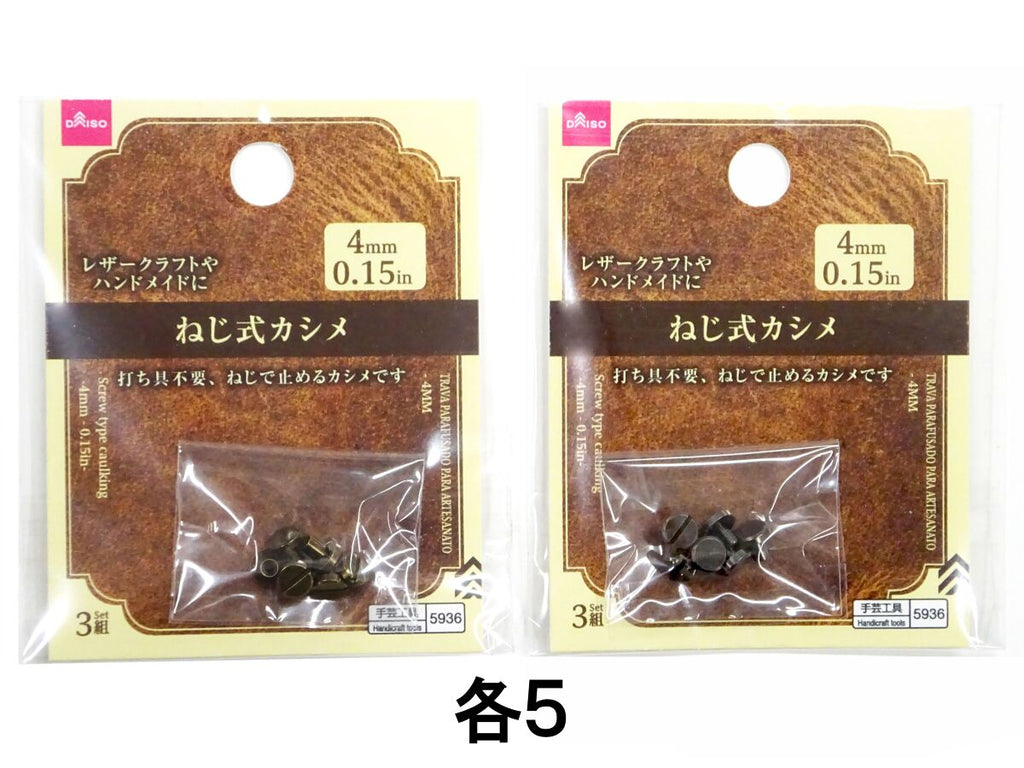 DAISO
4mm
0.15in
レザークラフトや
ハンドメイドに
ねじ式カシメ
打ち具不要、ねじで止めるカシメです
Screw type caulking
-4mm - 0.15in-
TRAVA PARAFUSADO PARA ARTESANATO
- 4MM
3組
Set
手芸工具
Handicraft tools
5936
DAISO
4mm
0.15in
レザークラフトや
ハンドメイドに
ねじ式カシメ
打ち具不要、ねじで止めるカシメです
Screw type caulking
-4mm - 0.15in-
TRAVA PARAFUSADO PARA ARTESANATO
- 4MM
3組
Set
手芸工具
Handicraft tools
5936
各5